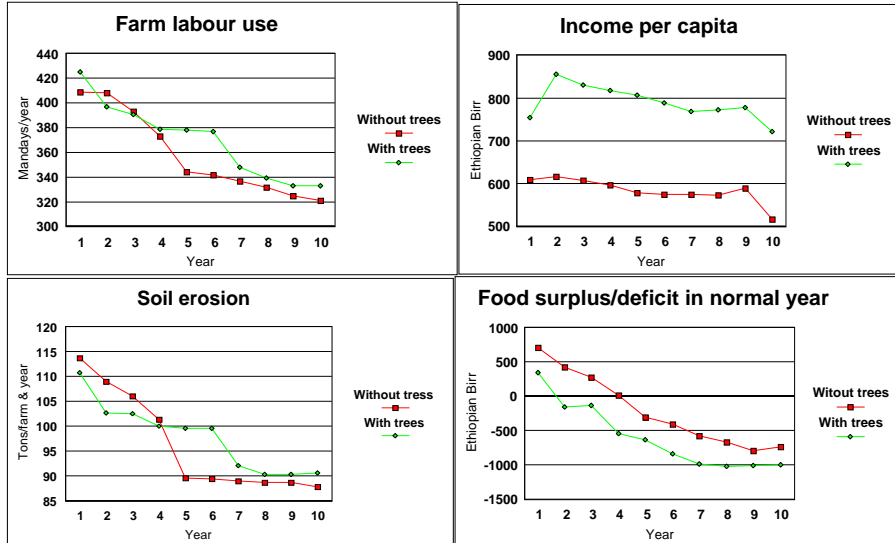 Farm labour use
440
420
400
380
360
340
320
300
Mandays/year
1 2 3 4 5 6 7 8 9 10
Year
Without trees
With trees
Income per capita
900
800
700
600
500
Ethiopian Birr
1 2 3 4 5 6 7 8 9 10
Year
Without trees
With trees
Soil erosion
120
115
110
105
100
95
90
85
Tons/farm & year
1 2 3 4 5 6 7 8 9 10
Year
Without tress
With trees
Food surplus/deficit in normal year
1000
500
0
-500
-1000
-1500
Ethiopian Birr
1 2 3 4 5 6 7 8 9 10
Year
Witout trees
With trees